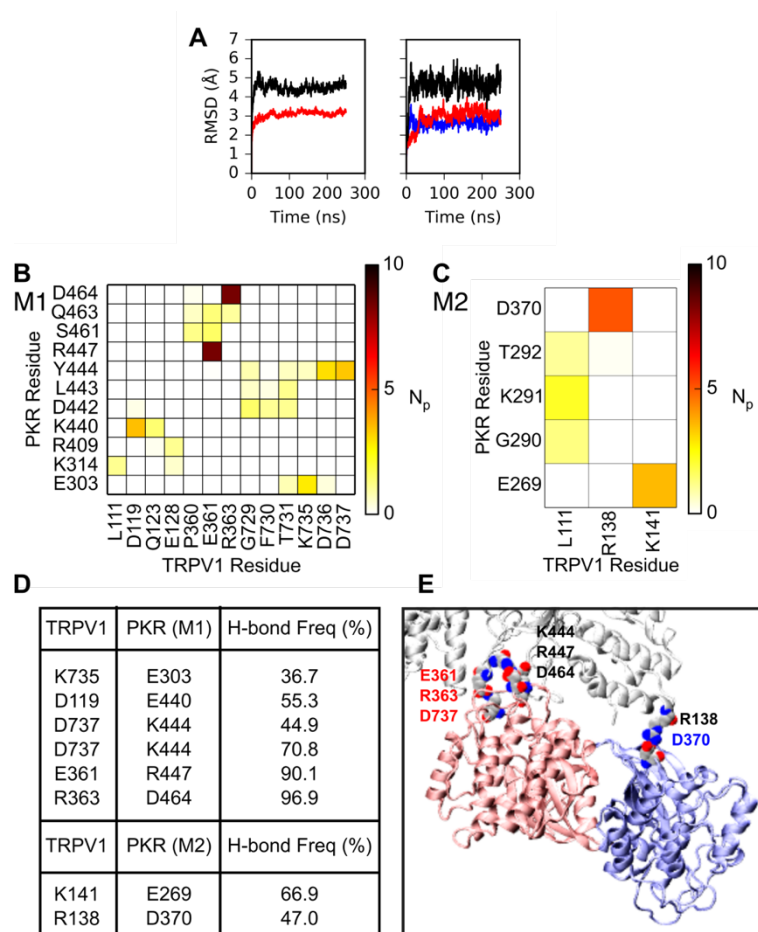 A
RMSD (Å)
7
6
5
4
3
2
1
0
0 100 200 300
Time (ns)
0 100 200 300
Time (ns)
B
M1
PKR Residue
D464
Q463
S461
R447
Y444
L443
D442
K440
R409
K314
E303
L111
D119
Q123
E128
P360
E361
R363
G729
F730
T731
K735
D736
D737
TRPV1 Residue
10
5
0
Np
C
M2
PKR Residue
D370
T292
K291
G290
E269
L111
R138
K141
TRPV1 Residue
10
5
0
Np
D
TRPV1 PKR (M1) H-bond Freq (%)
K735 E303 36.7
D119 E440 55.3
D737 K444 44.9
D737 K444 70.8
E361 R447 90.1
R363 D464 96.9
TRPV1 PKR (M2) H-bond Freq (%)
K141 E269 66.9
R138 D370 47.0
E
K444
R447
D464
E361
R363
D737
R138
D370